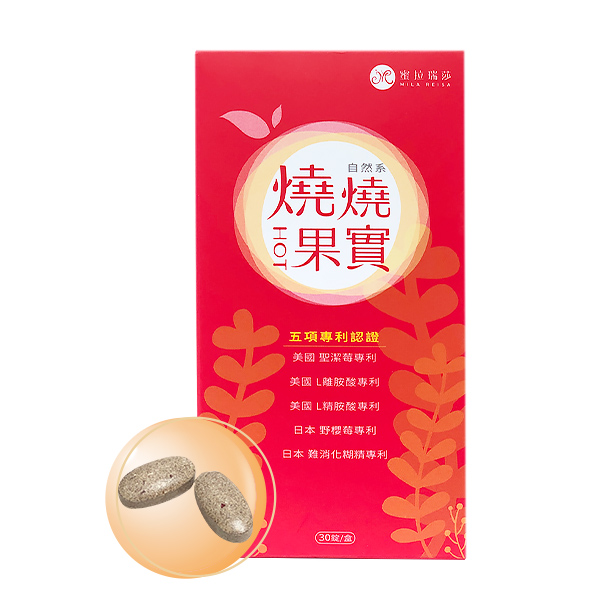 蜜拉瑞莎
MILA REISA
自然系
燒燒
HOT 果實
五項專利認證
美國 聖潔莓專利
美國 L離胺酸專利
美國 L精胺酸專利
日本 野櫻莓專利
日本 難消化糊精專利
30錠/盒